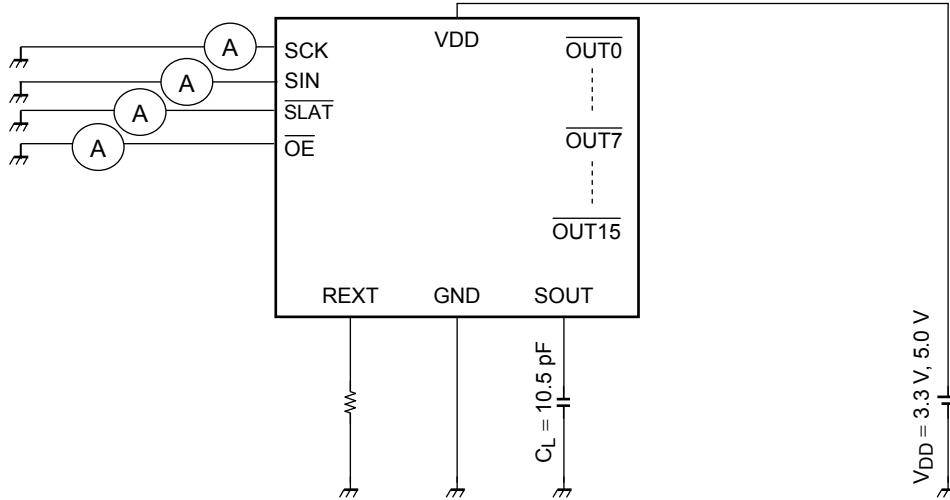 A
SCK
VDD
OUT0
A
SIN
A
SLAT
A
OE
OUT7
OUT15
REXT
GND
SOUT
CL = 10.5 pF
VDD = 3.3 V, 5.0 V